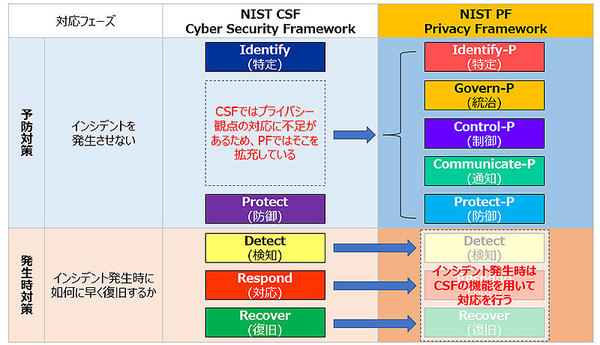 対応フェーズ
NIST CSF
Cyber Security Framework
NIST PF
Privacy Framework
予防対策
インシデントを
発生させない
Identify
(特定)
CSFではプライバシー
観点の対応に不足が
あるため、PFではそこを
拡充している
Protect
(防御)
Identify-P
(特定)
Govern-P
(統治)
Control-P
(制御)
Communicate-P
(通知)
Protect-P
(防御)
発生時対策
インシデント発生時に
如何に早く復旧するか
Detect
(検知)
Respond
(対応)
Recover
(復旧)
Detect
(検知)
インシデント発生時は
CSFの機能を用いて
対応を行う
Recover
(復旧)